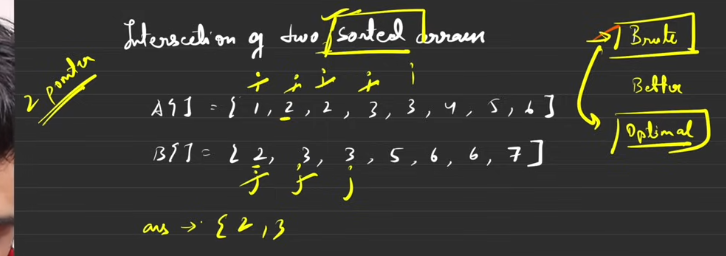 Intersection of two sorted arrays
Brute
Better
Optimal
2 pointer
i i i i i
A[] = { 1, 2, 2, 3, 3, 4, 5, 6 ]
B[] = { 2, 3, 3, 5, 6, 6, 7 ]
j j j
ans → { 2, 3